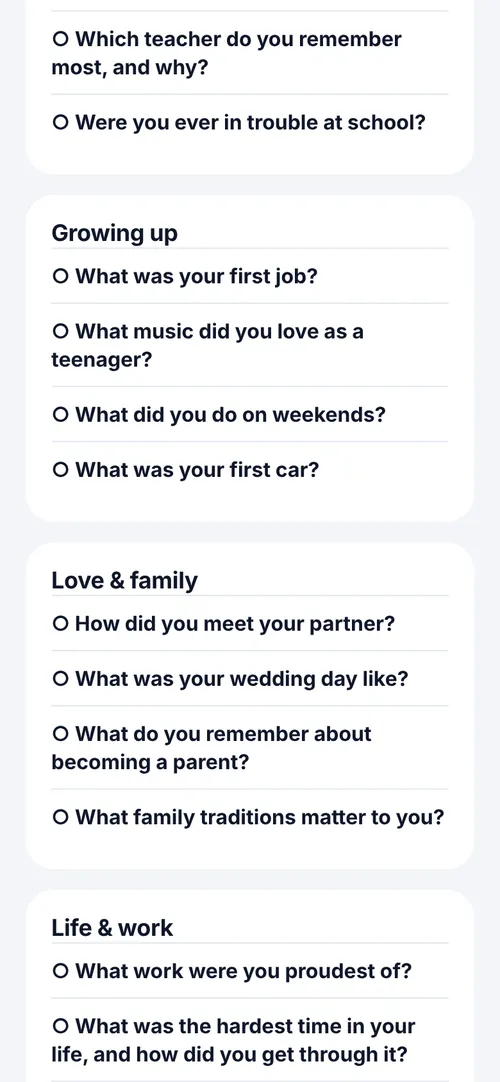 O Which teacher do you remember
most, and why?
O Were you ever in trouble at school?
Growing up
O What was your first job?
O What music did you love as a
teenager?
O What did you do on weekends?
O What was your first car?
Love & family
O How did you meet your partner?
O What was your wedding day like?
O What do you remember about
becoming a parent?
O What family traditions matter to you?
Life & work
O What work were you proudest of?
O What was the hardest time in your
life, and how did you get through it?